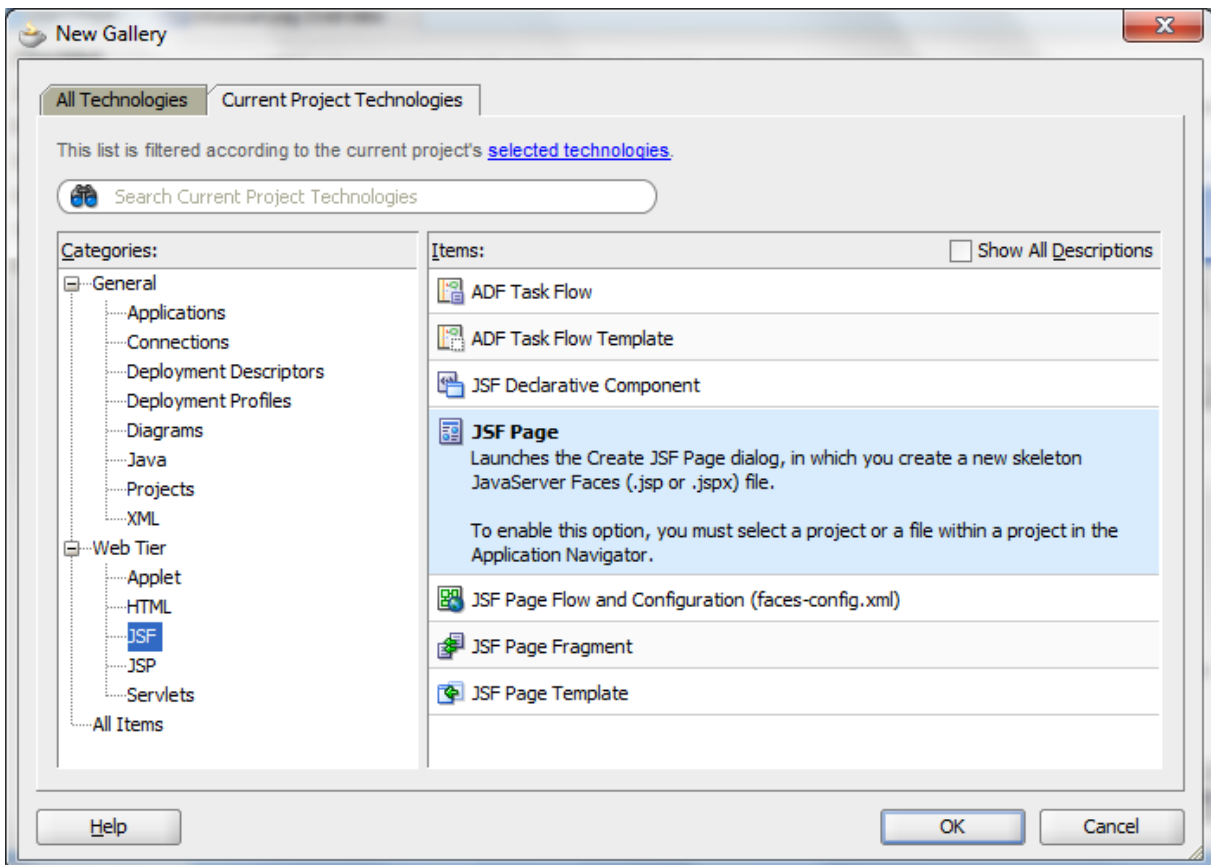 New Gallery
All Technologies
Current Project Technologies
This list is filtered according to the current project's selected technologies.
Search Current Project Technologies
Categories:
General
Applications
Connections
Deployment Descriptors
Deployment Profiles
Diagrams
Java
Projects
XML
Web Tier
Applet
HTML
JSF
JSP
Servlets
All Items
Items:
Show All Descriptions
ADF Task Flow
ADF Task Flow Template
JSF Declarative Component
JSF Page
Launches the Create JSF Page dialog, in which you create a new skeleton
JavaServer Faces (.jsp or .jspx) file.
To enable this option, you must select a project or a file within a project in the
Application Navigator.
JSF Page Flow and Configuration (faces-config.xml)
JSF Page Fragment
JSF Page Template
Help
OK
Cancel